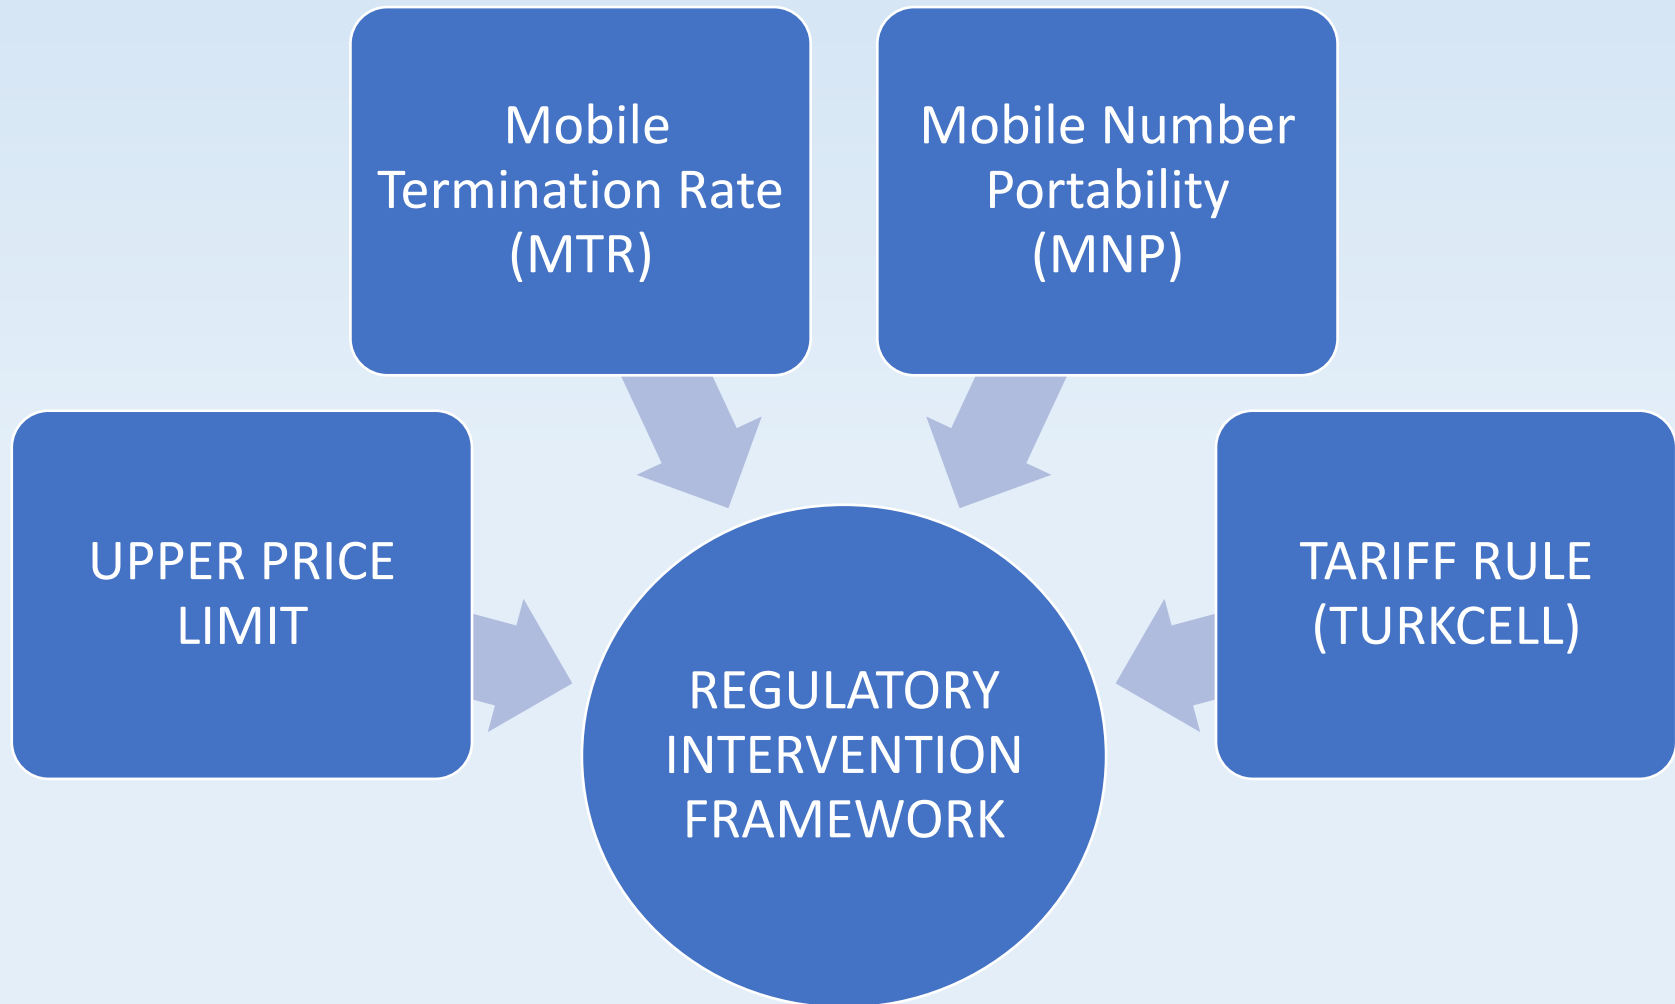 Mobile
Termination Rate
(MTR)
Mobile Number
Portability
(MNP)
UPPER PRICE
LIMIT
TARIFF RULE
(TURKCELL)
REGULATORY
INTERVENTION
FRAMEWORK